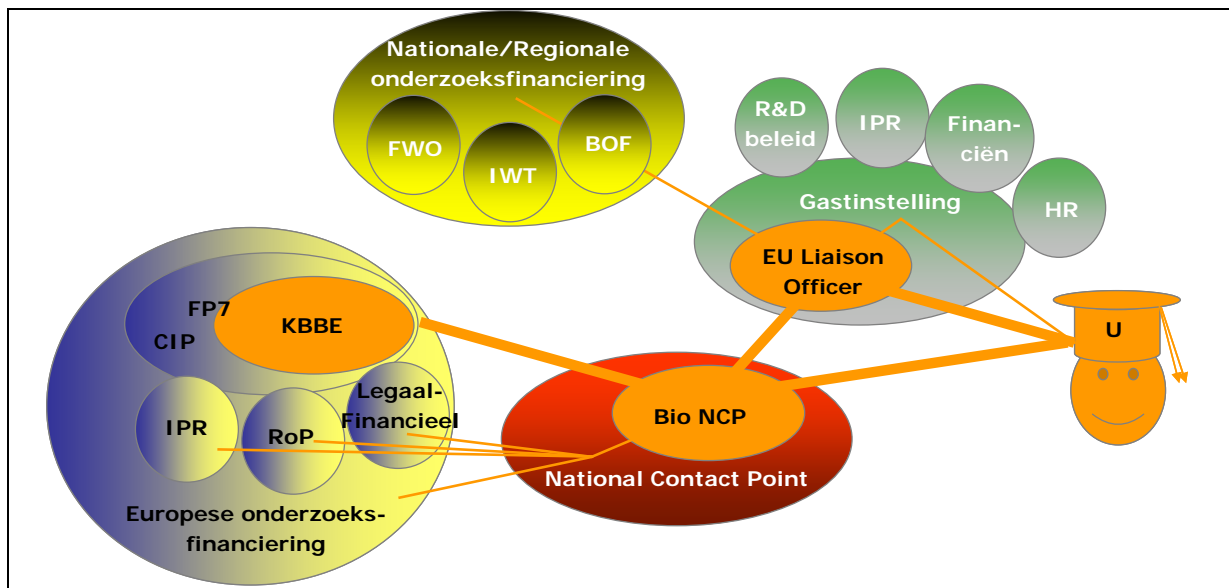 Nationale/Regionale
onderzoeksfinanciering
FWO
IWT
BOF
R&D
beleid
IPR
Finan-
ciën
HR
Gastinstelling
EU Liaison
Officer
U
FP7
CIP
KBBE
IPR
RoP
Legaal-
Financieel
Europese onderzoeks-
financiering
Bio NCP
National Contact Point